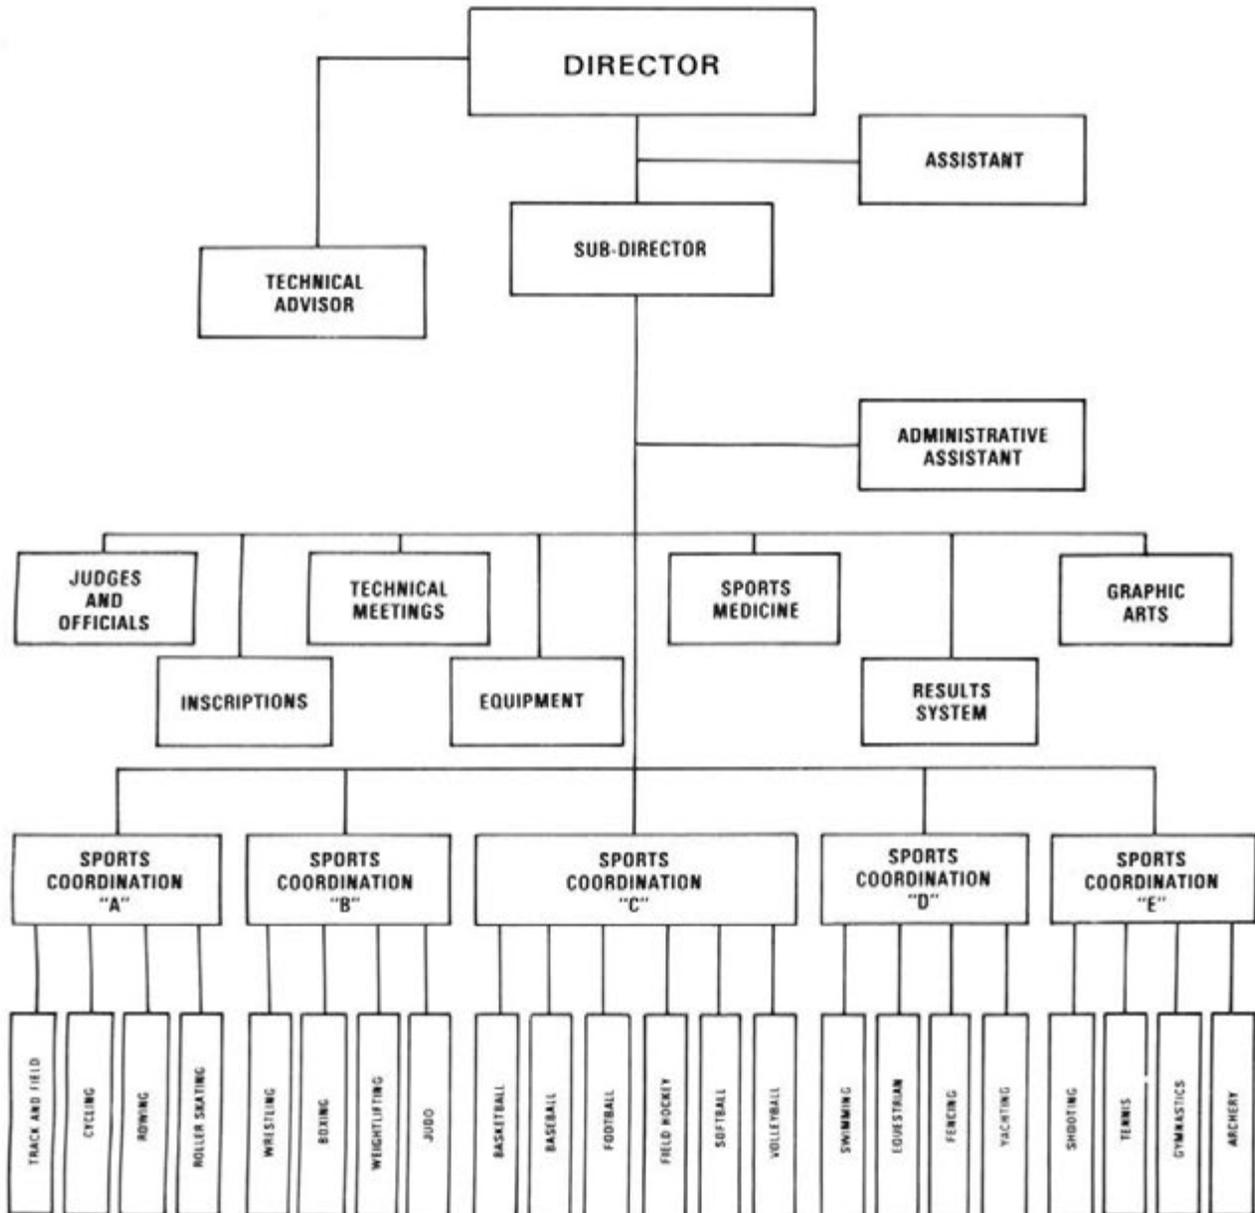 DIRECTOR
ASSISTANT
SUB-DIRECTOR
TECHNICAL
ADVISOR
ADMINISTRATIVE
ASSISTANT
JUDGES
AND
OFFICIALS
TECHNICAL
MEETINGS
SPORTS
MEDICINE
GRAPHIC
ARTS
INSCRIPTIONS
EQUIPMENT
RESULTS
SYSTEM
SPORTS
COORDINATION
"A"
SPORTS
COORDINATION
"B"
SPORTS
COORDINATION
"C"
SPORTS
COORDINATION
"D"
SPORTS
COORDINATION
"E"
TRACK AND FIELD
CYCLING
ROWING
ROLLER SKATING
WRESTLING
BOXING
WEIGHTLIFTING
JUDO
BASKETBALL
BASEBALL
FOOTBALL
FIELD HOCKEY
SOFTBALL
VOLLEYBALL
SWIMMING
EQUESTRIAN
FENCING
YACHTING
SHOOTING
TENNIS
GYMNASTICS
ARCHERY